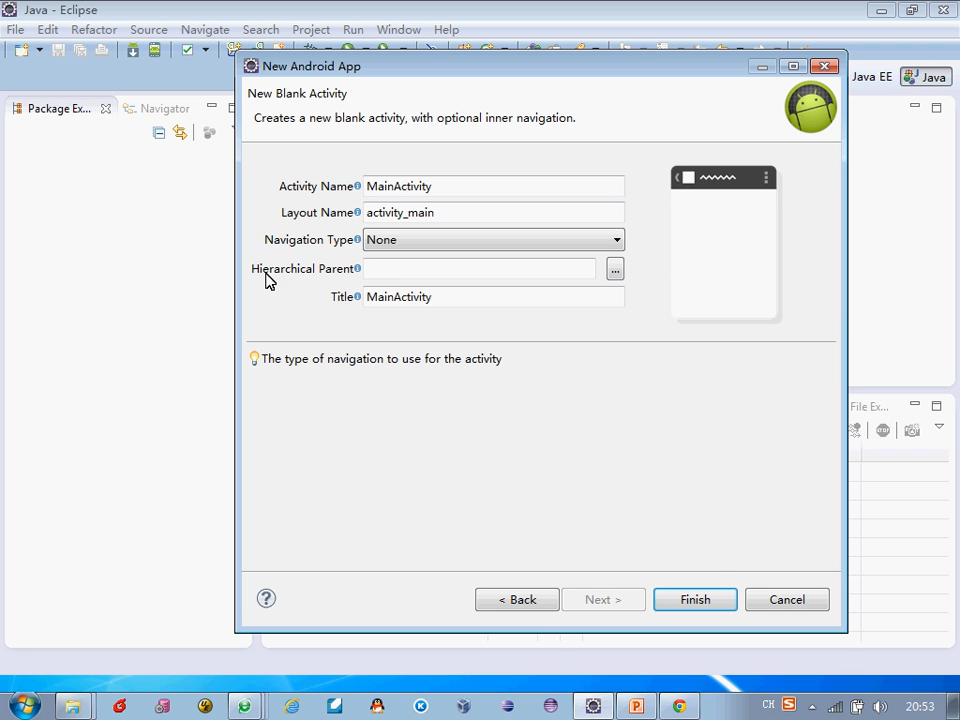 Java - Eclipse
File Edit Refactor Source Navigate Search Project Run Window Help
New Android App
Java EE
Java
New Blank Activity
Creates a new blank activity, with optional inner navigation.
Package Ex...
Navigator
Activity Name
MainActivity
Layout Name
activity_main
Navigation Type
None
Hierarchical Parent
...
Title
MainActivity
The type of navigation to use for the activity
File Ex...
STOP
?
< Back
Next >
Finish
Cancel
CH
20:53